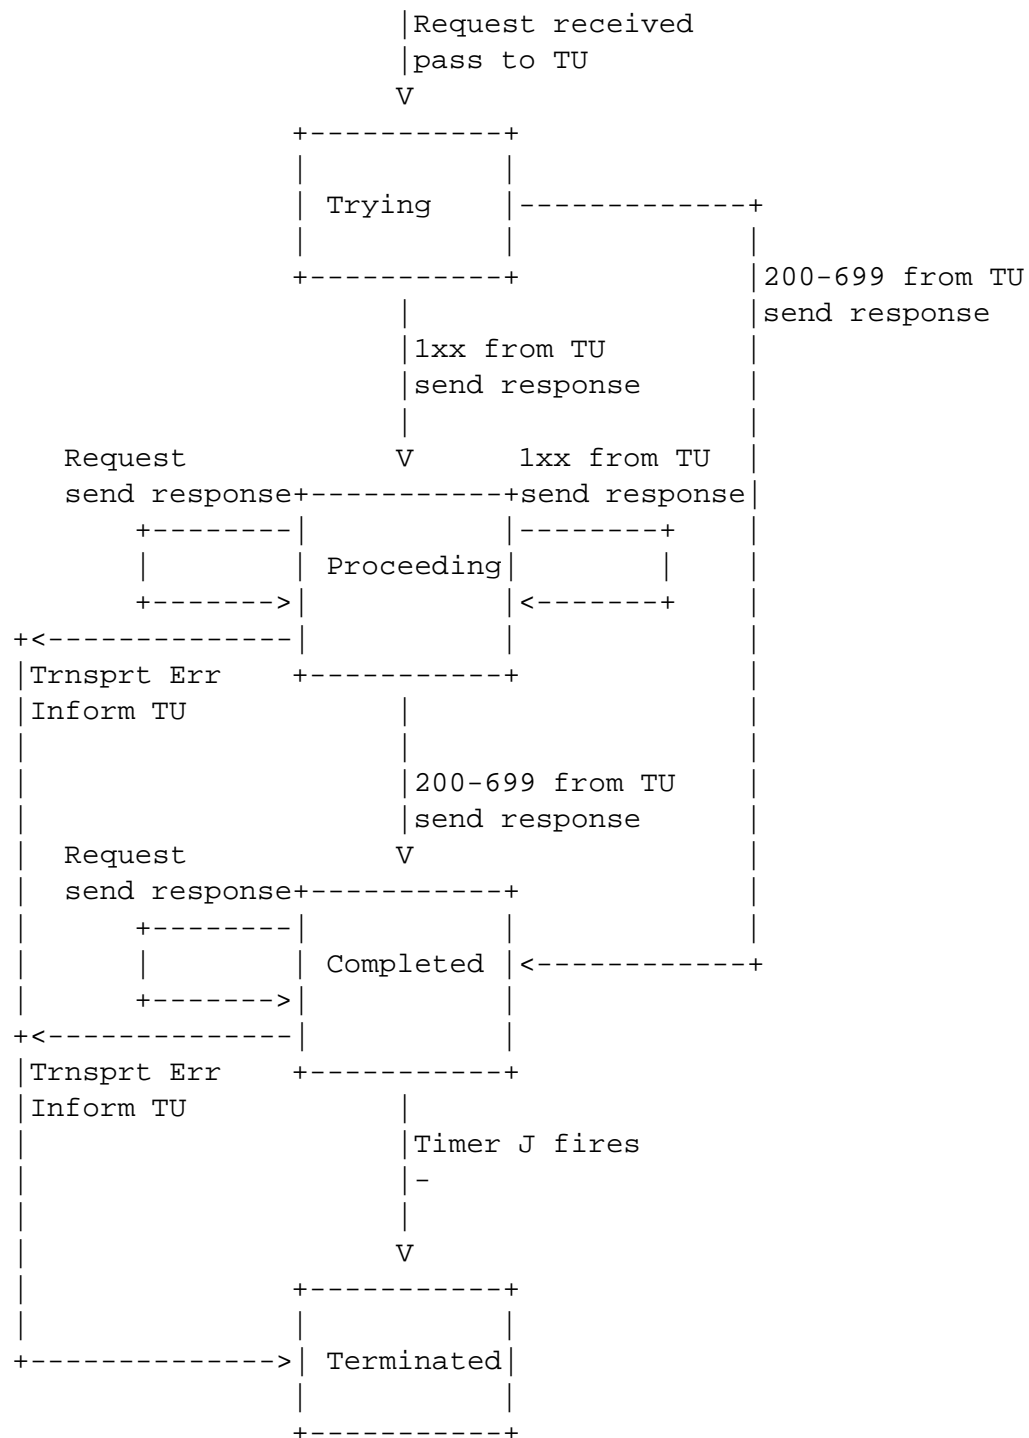 Request received
pass to TU
Trying
200-699 from TU
send response
1xx from TU
send response
Request
send response
1xx from TU
send response
Proceeding
Trnsprt Err
Inform TU
200-699 from TU
send response
Request
send response
Completed
Trnsprt Err
Inform TU
Timer J fires
-
Terminated